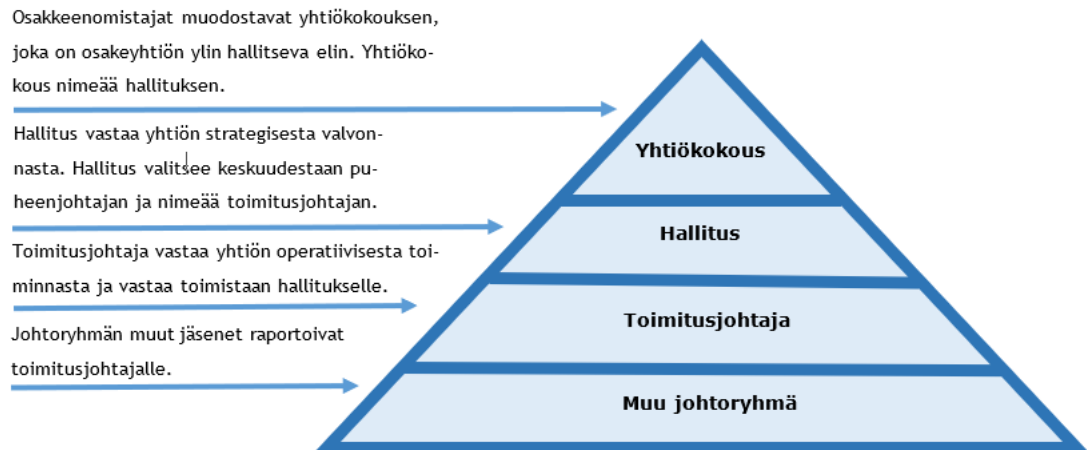 Osakkeenomistajat muodostavat yhtiökokouksen,
joka on osakeyhtiön ylin hallitseva elin. Yhtiöko-
kous nimeää hallituksen.
Hallitus vastaa yhtiön strategisesta valvon-
nasta. Hallitus valitsee keskuudestaan pu-
heenjohtajan ja nimeää toimitusjohtajan.
Toimitusjohtaja vastaa yhtiön operatiivisesta toi-
minnasta ja vastaa toimistaan hallitukselle.
Johtoryhmän muut jäsenet raportoivat
toimitusjohtajalle.
Yhtiökokous
Hallitus
Toimitusjohtaja
Muu johtoryhmä